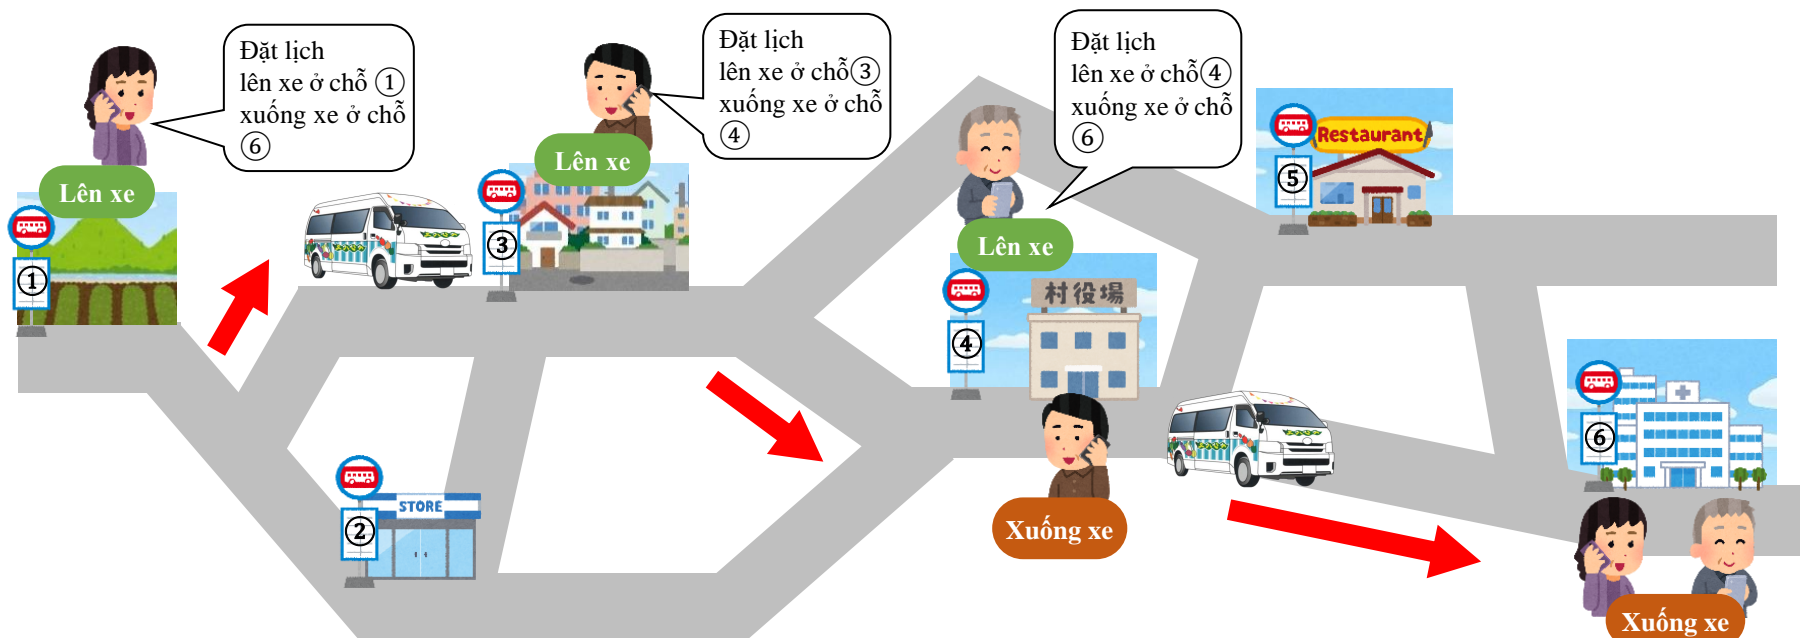 Đặt lịch
lên xe ở chỗ ①
xuống xe ở chỗ
⑥
Lên xe
①
Đặt lịch
lên xe ở chỗ③
xuống xe ở chỗ
④
Lên xe
③
Đặt lịch
lên xe ở chỗ④
xuống xe ở chỗ
⑥
Lên xe
村役場
④
Restaurant
⑤
STORE
②
Xuống xe
⑥
Xuống xe